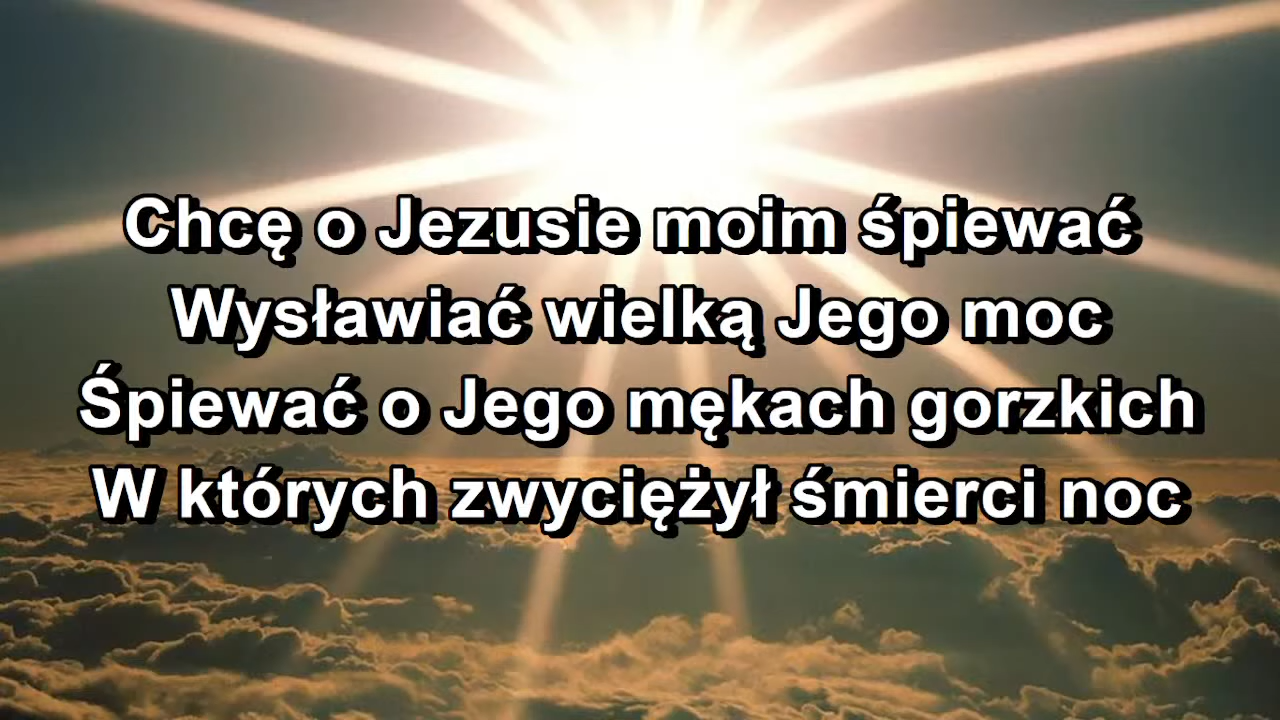 Chcę o Jezusie moim śpiewać
Wysławiać wielką Jego moc
Śpiewać o Jego mękach gorzkich
W których zwyciężył śmierci noc